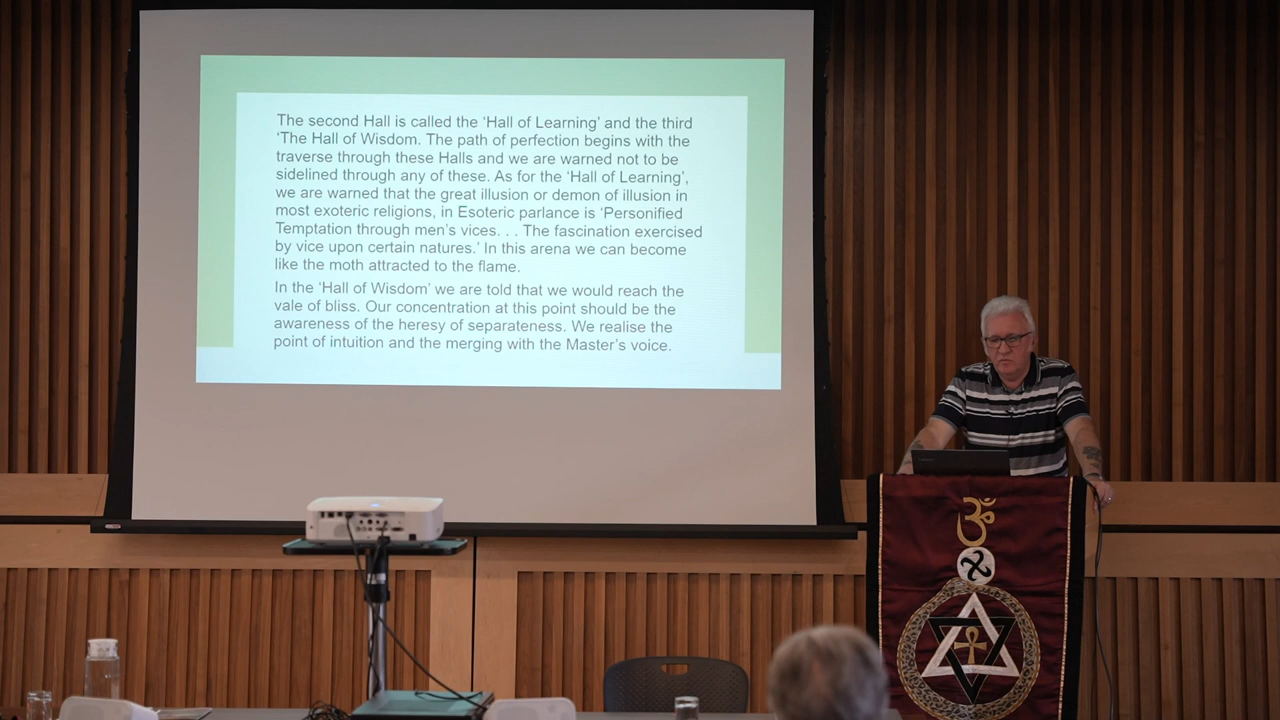 The second Hall is called the ‘Hall of Learning’ and the third
‘The Hall of Wisdom. The path of perfection begins with the
traverse through these Halls and we are warned not to be
sidelined through any of these. As for the ‘Hall of Learning’,
we are warned that the great illusion or demon of illusion in
most exoteric religions, in Esoteric parlance is ‘Personified
Temptation through men’s vices. . . The fascination exercised
by vice upon certain natures.’ In this arena we can become
like the moth attracted to the flame.
In the ‘Hall of Wisdom’ we are told that we would reach the
vale of bliss. Our concentration at this point should be the
awareness of the heresy of separateness. We realise the
point of intuition and the merging with the Master’s voice.
ॐ